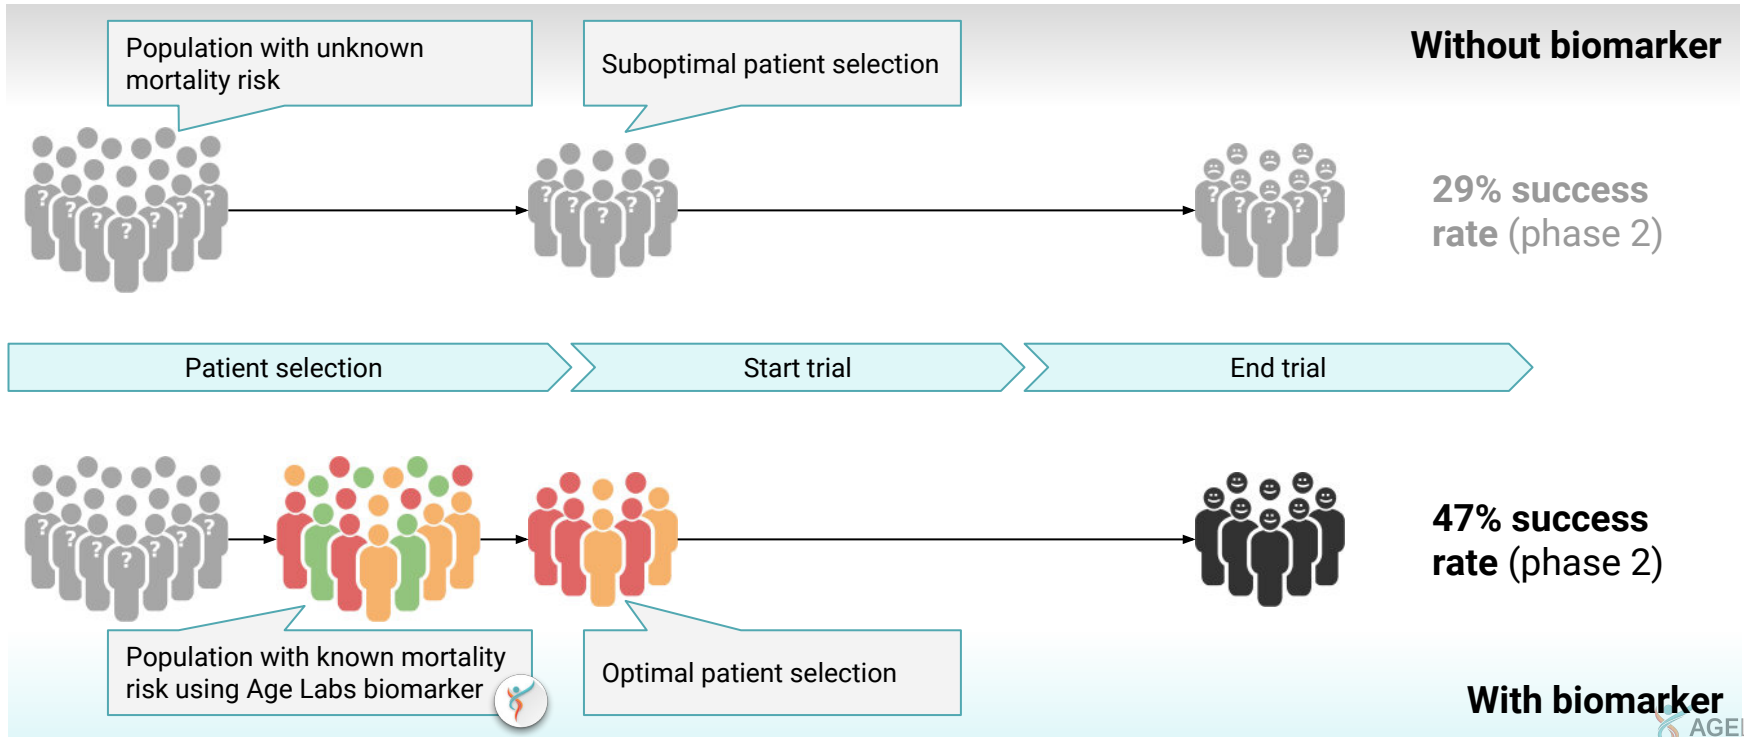 Population with unknown
mortality risk
Suboptimal patient selection
Without biomarker
? ? ? ? ? ? ?
? ? ? ? ?
? ? ? ? ?
29% success
rate (phase 2)
Patient selection
Start trial
End trial
? ? ? ? ? ? ?
47% success
rate (phase 2)
Population with known mortality
risk using Age Labs biomarker
Optimal patient selection
With biomarker